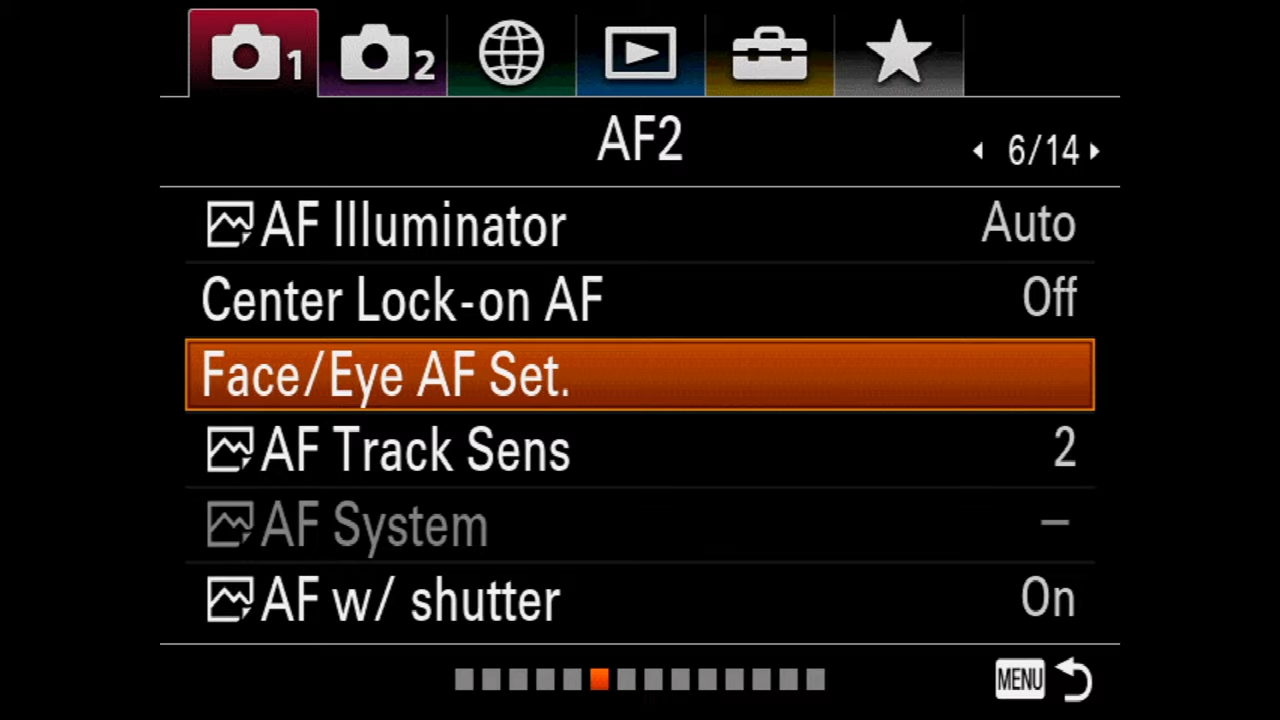 1 2
AF2
6/14
AF Illuminator Auto
Center Lock-on AF Off
Face/Eye AF Set.
AF Track Sens 2
AF System –
AF w/ shutter On
MENU